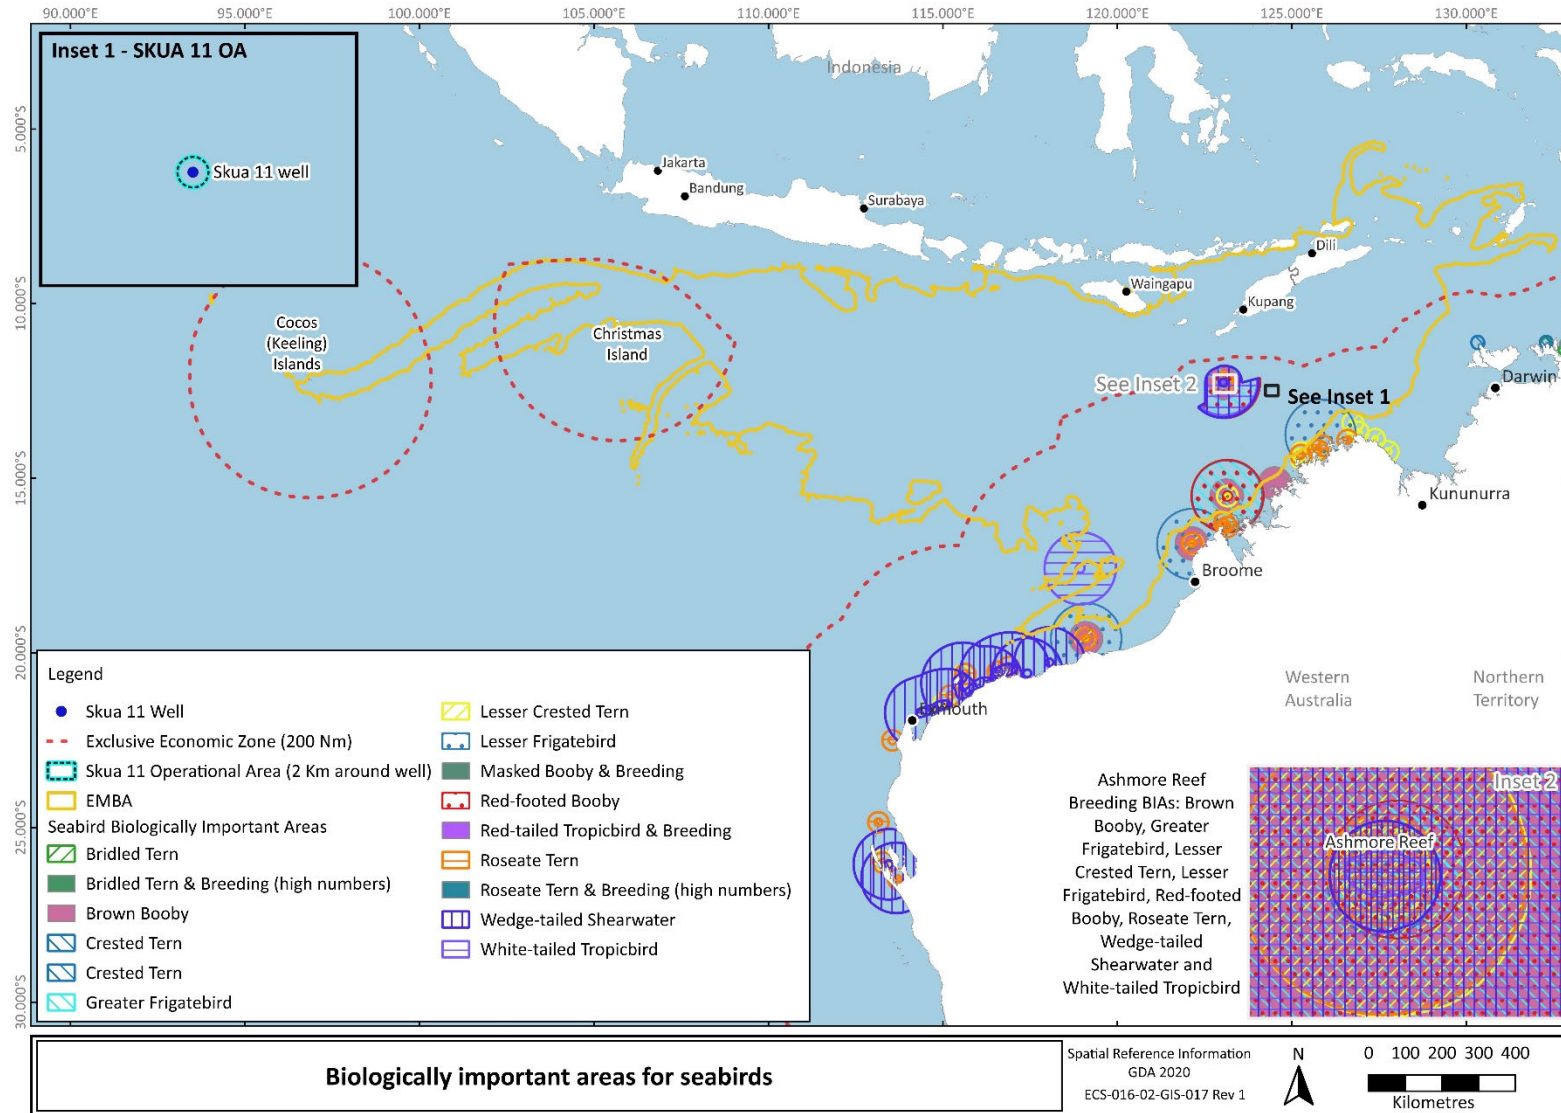 90.000°E 95.000°E 100.000°E 105.000°E 110.000°E 115.000°E 120.000°E 125.000°E 130.000°E
Inset 1 - SKUA 11 OA
Skua 11 well
Indonesia
Jakarta
Bandung
Surabaya
Dili
Waingapu
Kupang
Cocos
(Keeling)
Islands
Christmas
Island
See Inset 2
See Inset 1
Darwin
Kununurra
Broome
Exmouth
Western
Australia
Northern
Territory
5.000°S
10.000°S
15.000°S
20.000°S
25.000°S
30.000°S
Legend
Skua 11 Well
Exclusive Economic Zone (200 Nm)
Skua 11 Operational Area (2 Km around well)
EMBA
Seabird Biologically Important Areas
Bridled Tern
Bridled Tern & Breeding (high numbers)
Brown Booby
Crested Tern
Crested Tern
Greater Frigatebird
Lesser Crested Tern
Lesser Frigatebird
Masked Booby & Breeding
Red-footed Booby
Red-tailed Tropicbird & Breeding
Roseate Tern
Roseate Tern & Breeding (high numbers)
Wedge-tailed Shearwater
White-tailed Tropicbird
Ashmore Reef
Breeding BIAs: Brown
Booby, Greater
Frigatebird, Lesser
Crested Tern, Lesser
Frigatebird, Red-footed
Booby, Roseate Tern,
Wedge-tailed
Shearwater and
White-tailed Tropicbird
Inset 2
Ashmore Reef
Biologically important areas for seabirds
Spatial Reference Information
GDA 2020
ECS-016-02-GIS-017 Rev 1
N
0 100 200 300 400
Kilometres